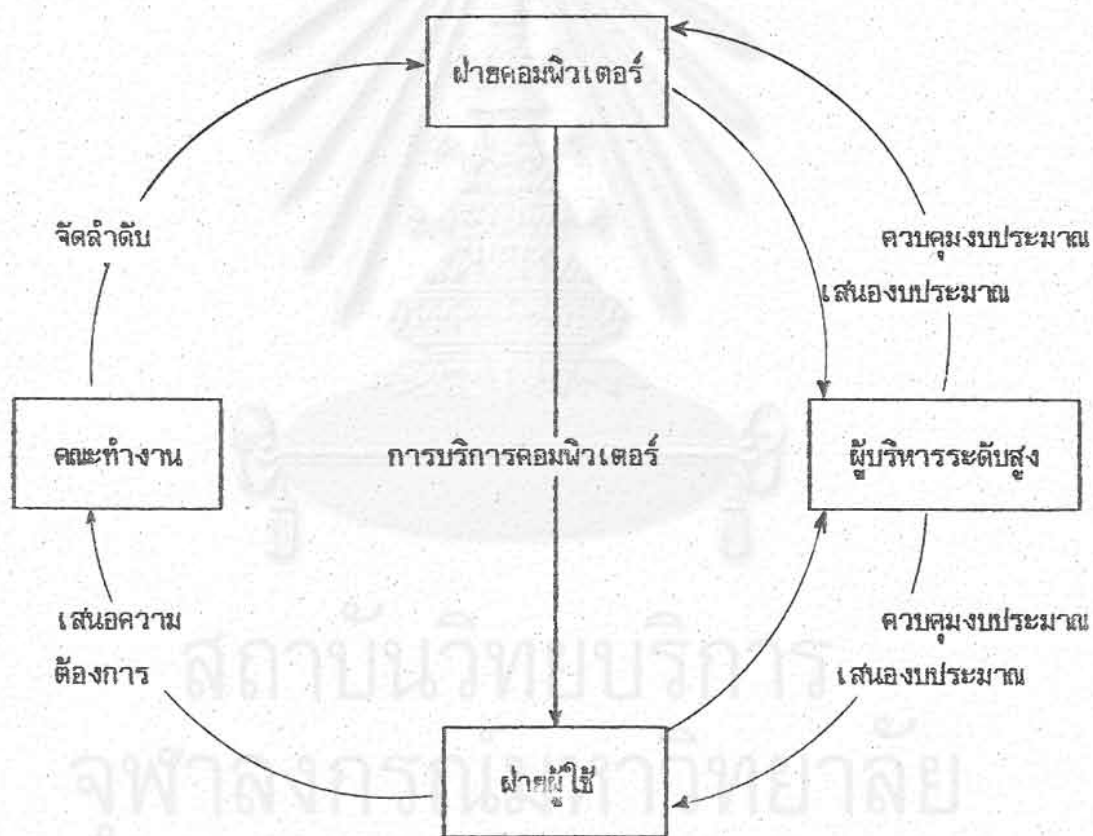 ฝ่ายคอมพิวเตอร์
จัดลำดับ
ควบคุมงบประมาณ
เสนองบประมาณ
คณะทำงาน
การบริการคอมพิวเตอร์
ผู้บริหารระดับสูง
เสนอความ
ต้องการ
ควบคุมงบประมาณ
เสนองบประมาณ
ฝ่ายผู้ใช้
สถาบันวิทยบริการ
จุฬาลงกรณ์มหาวิทยาลัย